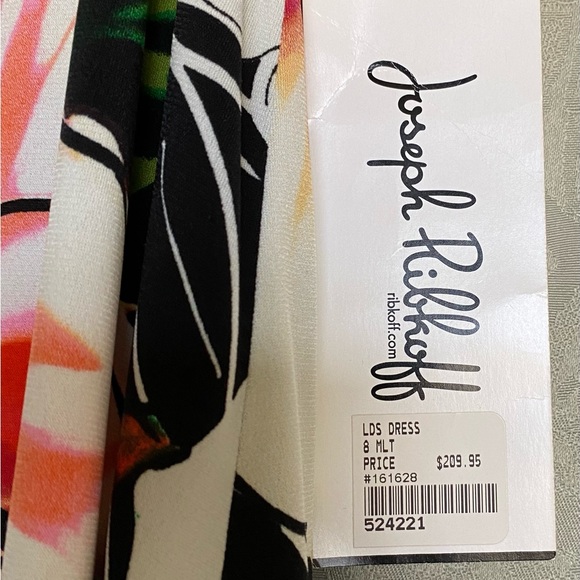 Joseph Ribkoff
ribkoff.com
LDS DRESS
8 MLT
PRICE $209.95
#161628
524221